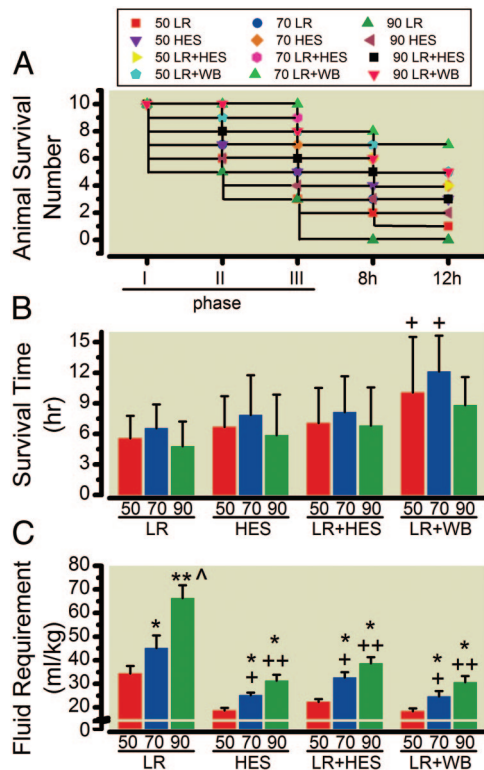 50 LR 70 LR 90 LR
50 HES 70 HES 90 HES
50 LR+HES 70 LR+HES 90 LR+HES
50 LR+WB 70 LR+WB 90 LR+WB
A
Animal Survival
Number
10
8
6
4
2
0
I II III 8h 12h
phase
B
Survival Time
(hr)
15
12
9
6
3
0
+ +
50 70 90 50 70 90 50 70 90 50 70 90
LR HES LR+HES LR+WB
C
Fluid Requirement
(ml/kg)
80
70
60
50
40
30
20
0
* ** ^
* + * ++
* + * ++
* + * ++
50 70 90 50 70 90 50 70 90 50 70 90
LR HES LR+HES LR+WB